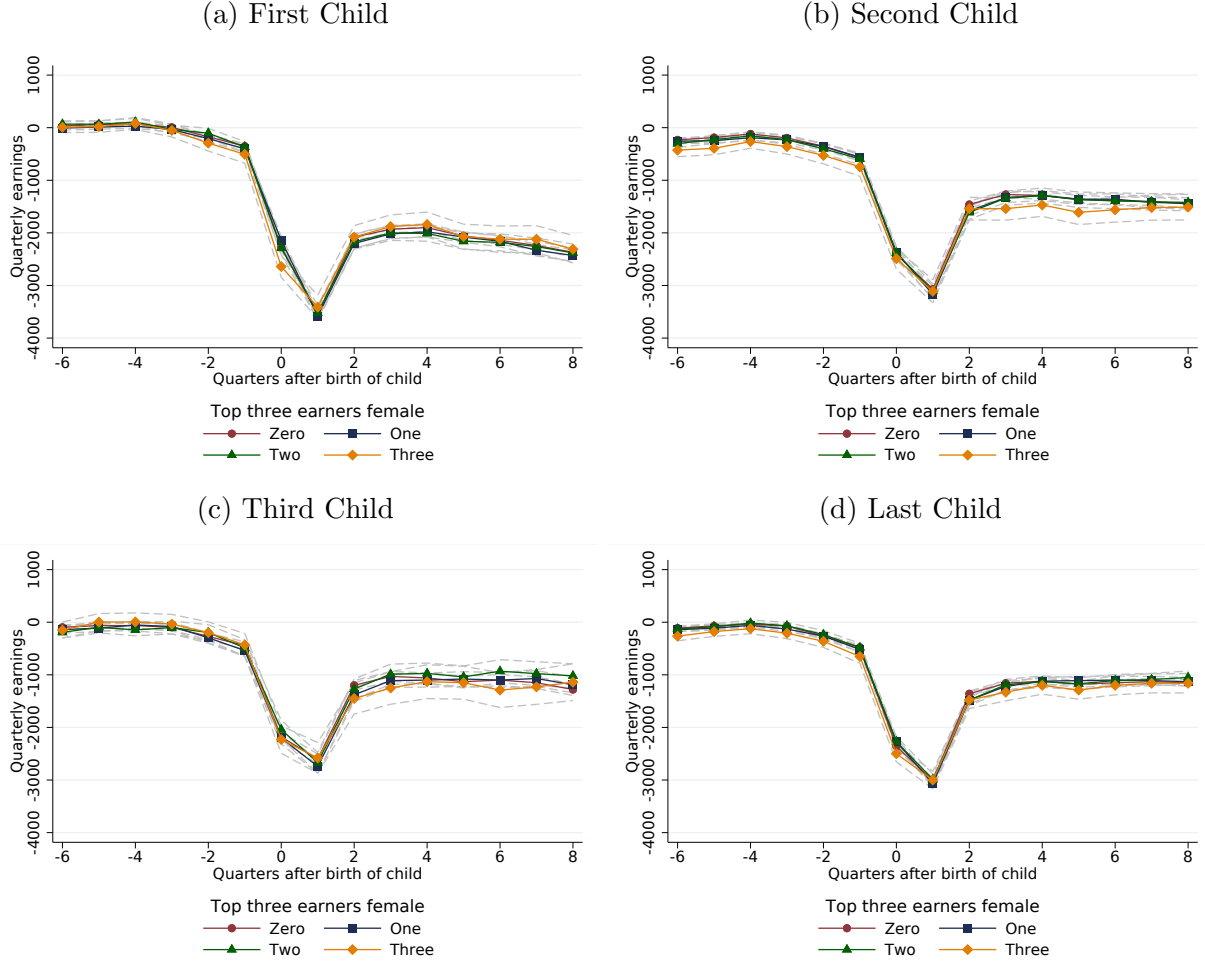 (a) First Child
Quarterly earnings
1000
0
-1000
-2000
-3000
-4000
-6 -4 -2 0 2 4 6 8
Quarters after birth of child
Top three earners female
Zero One
Two Three
(b) Second Child
Quarterly earnings
1000
0
-1000
-2000
-3000
-4000
-6 -4 -2 0 2 4 6 8
Quarters after birth of child
Top three earners female
Zero One
Two Three
(c) Third Child
Quarterly earnings
1000
0
-1000
-2000
-3000
-4000
-6 -4 -2 0 2 4 6 8
Quarters after birth of child
Top three earners female
Zero One
Two Three
(d) Last Child
Quarterly earnings
1000
0
-1000
-2000
-3000
-4000
-6 -4 -2 0 2 4 6 8
Quarters after birth of child
Top three earners female
Zero One
Two Three